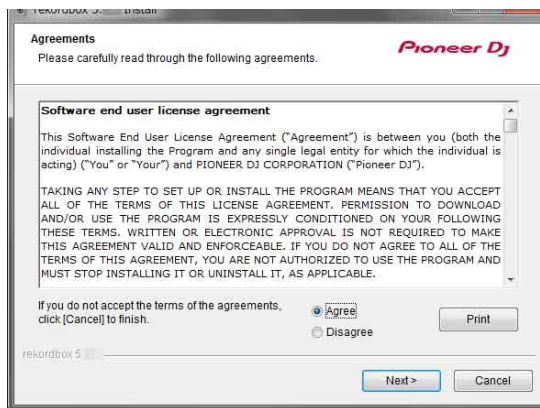 rekordbox 5. Install
Agreements
Please carefully read through the following agreements.
Pioneer Dj
Software end user license agreement
This Software End User License Agreement ("Agreement") is between you (both the
individual installing the Program and any single legal entity for which the individual is
acting) ("You" or "Your") and PIONEER DJ CORPORATION ("Pioneer DJ").
TAKING ANY STEP TO SET UP OR INSTALL THE PROGRAM MEANS THAT YOU ACCEPT
ALL OF THE TERMS OF THIS LICENSE AGREEMENT. PERMISSION TO DOWNLOAD
AND/OR USE THE PROGRAM IS EXPRESSLY CONDITIONED ON YOUR FOLLOWING
THESE TERMS. WRITTEN OR ELECTRONIC APPROVAL IS NOT REQUIRED TO MAKE
THIS AGREEMENT VALID AND ENFORCEABLE. IF YOU DO NOT AGREE TO ALL OF THE
TERMS OF THIS AGREEMENT, YOU ARE NOT AUTHORIZED TO USE THE PROGRAM AND
MUST STOP INSTALLING IT OR UNINSTALL IT, AS APPLICABLE.
If you do not accept the terms of the agreements,
click [Cancel] to finish.
Agree
Disagree
Print
rekordbox 5
Next >
Cancel